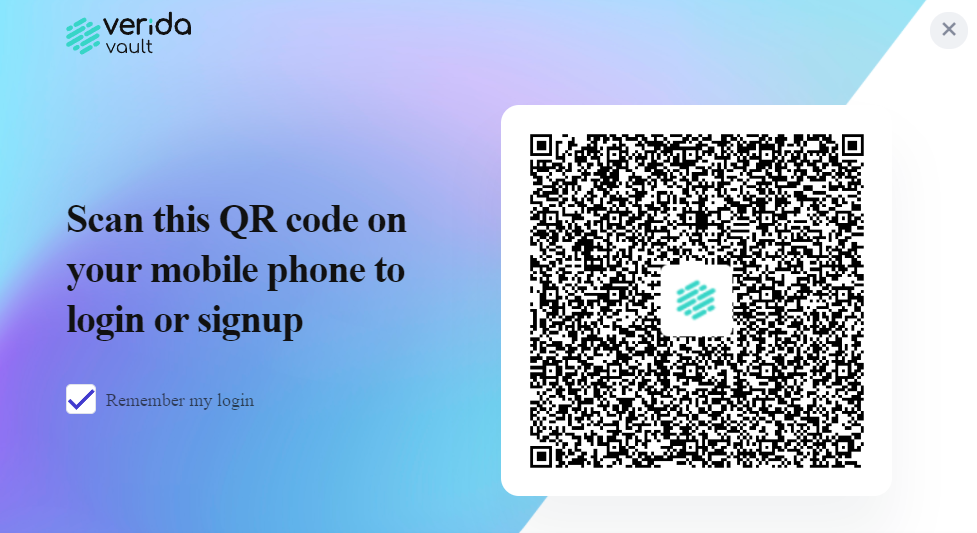 verida
vault
Scan this QR code on
your mobile phone to
login or signup
Remember my login